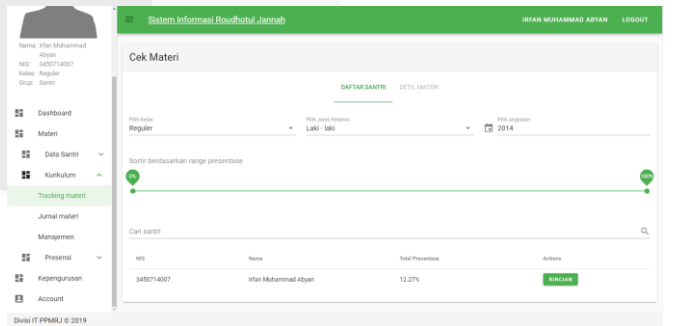 Sistem Informasi Roudhotul Jannah
IRFAN MUHAMMAD ABYAN LOGOUT
Nama: Irfan Muhammad
Abyan
NIS: 3450714007
Kelas: Reguler
Grup: Santri
Dashboard
Materi
Data Santri
Kurikulum
Tracking materi
Jurnal materi
Manajemen
Presensi
Kepengurusan
Account
Divisi IT PPMRJ © 2019
Cek Materi
DAFTAR SANTRI DETIL MATERI
Pilih Kelas Pilih Jenis Kelamin Pilih angkatan
Reguler Laki - laki 2014
Sortir berdasarkan range presentase
0% 100%
Cari santri
NIS Nama Total Presentase Actions
3450714007 Irfan Muhammad Abyan 12.27% RINCIAN